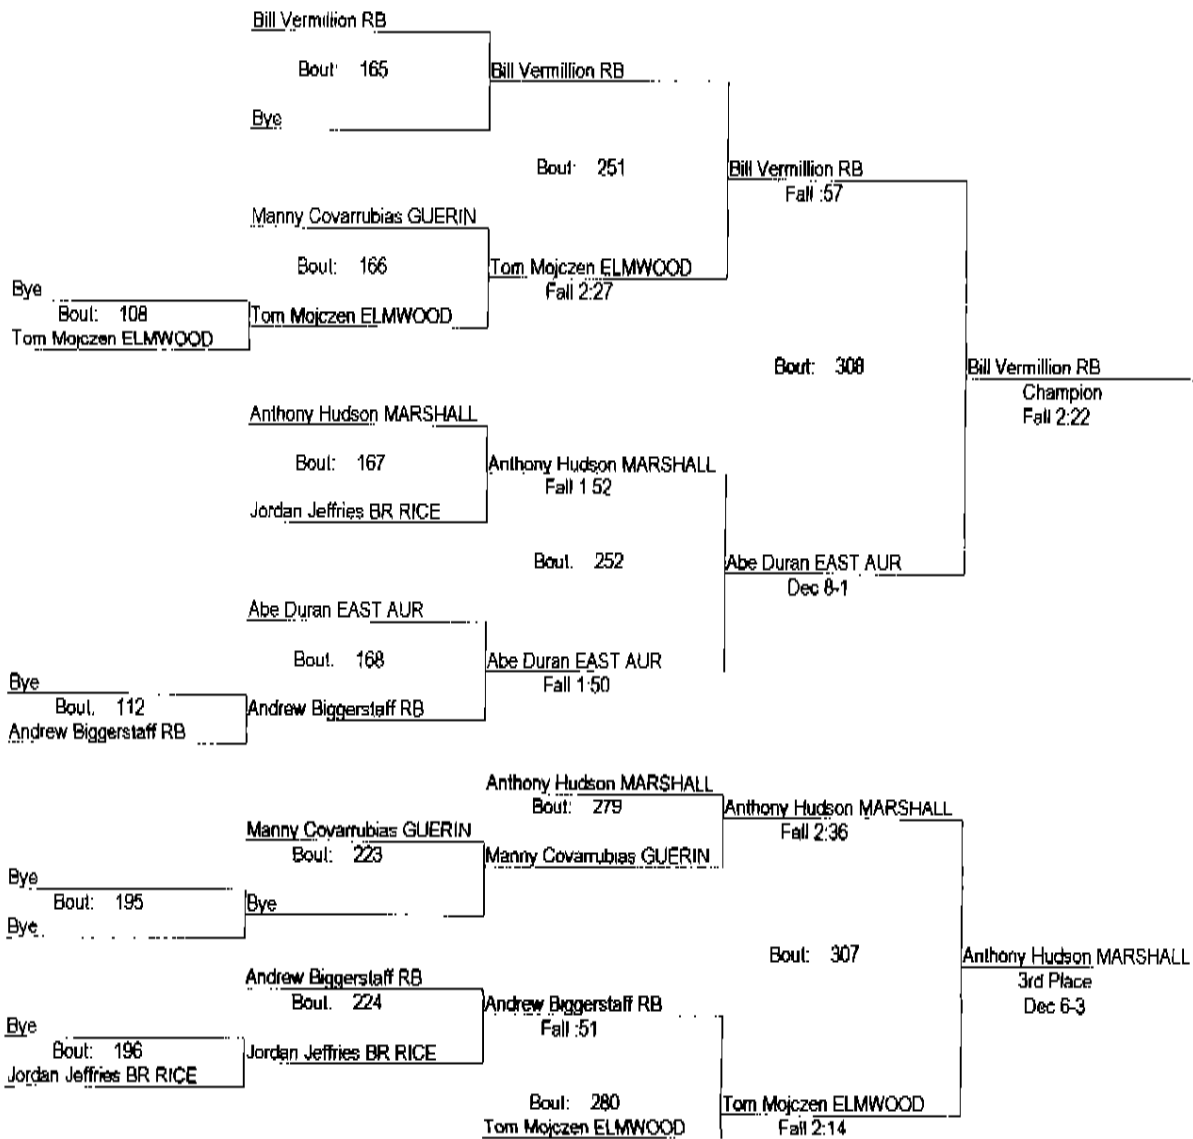 Bill Vermillion RB
Bout: 165
Bill Vermillion RB
Bye
Bout: 251
Bill Vermillion RB
Fall :57
Manny Covarrubias GUERIN
Bout: 166
Tom Mojczen ELMWOOD
Fall 2:27
Bye
Bout: 108
Tom Mojczen ELMWOOD
Tom Mojczen ELMWOOD
Bout: 308
Bill Vermillion RB
Champion
Fall 2:22
Anthony Hudson MARSHALL
Bout: 167
Anthony Hudson MARSHALL
Fall 1 52
Jordan Jeffries BR RICE
Bout. 252
Abe Duran EAST AUR
Dec 8-1
Abe Duran EAST AUR
Bout. 168
Abe Duran EAST AUR
Fall 1:50
Bye
Bout. 112
Andrew Biggerstaff RB
Andrew Biggerstaff RB
Anthony Hudson MARSHALL
Bout: 279
Anthony Hudson MARSHALL
Fall 2:36
Manny Covarrubias GUERIN
Bout: 223
Manny Covarrubias GUERIN
Bye
Bout: 195
Bye
Bye
Bout: 307
Anthony Hudson MARSHALL
3rd Place
Dec 6-3
Andrew Biggerstaff RB
Bout. 224
Andrew Biggerstaff RB
Fall :51
Bye
Bout: 196
Jordan Jeffries BR RICE
Jordan Jeffries BR RICE
Bout: 280
Tom Mojczen ELMWOOD
Tom Mojczen ELMWOOD
Fall 2:14